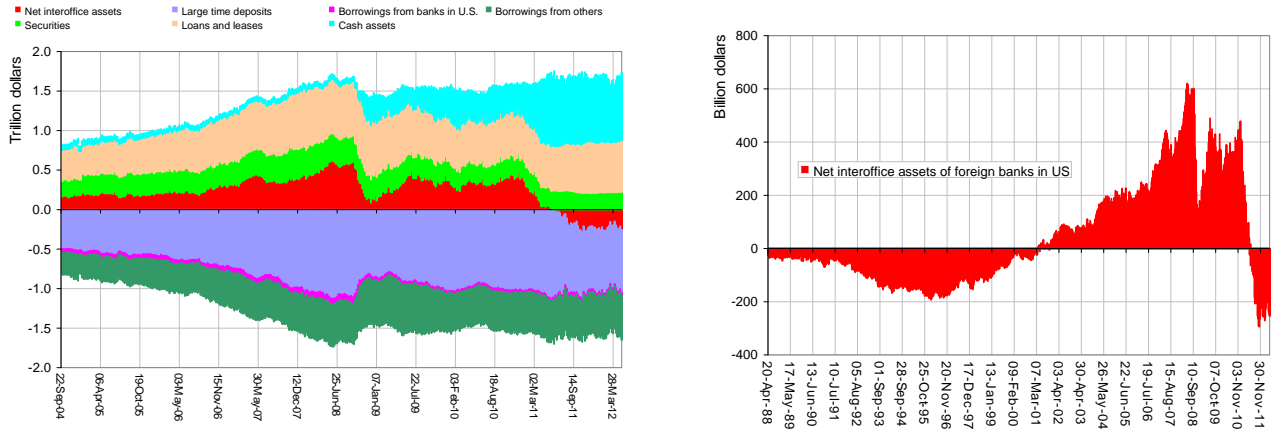 Net interoffice assets
Large time deposits
Borrowings from banks in U.S.
Borrowings from others
Securities
Loans and leases
Cash assets
Trillion dollars
2.0
1.5
1.0
0.5
0.0
-0.5
-1.0
-1.5
-2.0
22-Sep-04
06-Apr-05
19-Oct-05
03-May-06
15-Nov-06
30-May-07
12-Dec-07
25-Jun-08
07-Jan-09
22-Jul-09
03-Feb-10
18-Aug-10
02-Mar-11
14-Sep-11
28-Mar-12
Billion dollars
800
600
400
200
0
-200
-400
Net interoffice assets of foreign banks in US
20-Apr-88
17-May-89
13-Jun-90
10-Jul-91
05-Aug-92
01-Sep-93
28-Sep-94
25-Oct-95
20-Nov-96
17-Dec-97
13-Jan-99
09-Feb-00
07-Mar-01
03-Apr-02
30-Apr-03
26-May-04
22-Jun-05
19-Jul-06
15-Aug-07
10-Sep-08
07-Oct-09
03-Nov-10
30-Nov-11